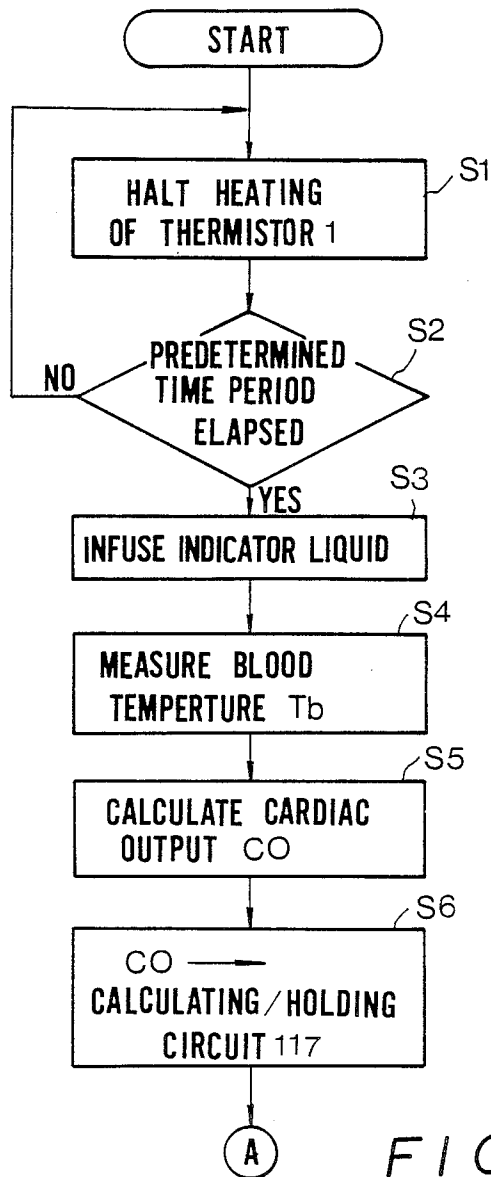 START
HALT HEATING
OF THERMISTOR 1
S1
PREDETERMINED
TIME PERIOD
ELAPSED
S2
NO
YES
S3
INFUSE INDICATOR LIQUID
S4
MEASURE BLOOD
TEMPERTURE Tb
S5
CALCULATE CARDIAC
OUTPUT CO
S6
CO
CALCULATING/HOLDING
CIRCUIT 117
A